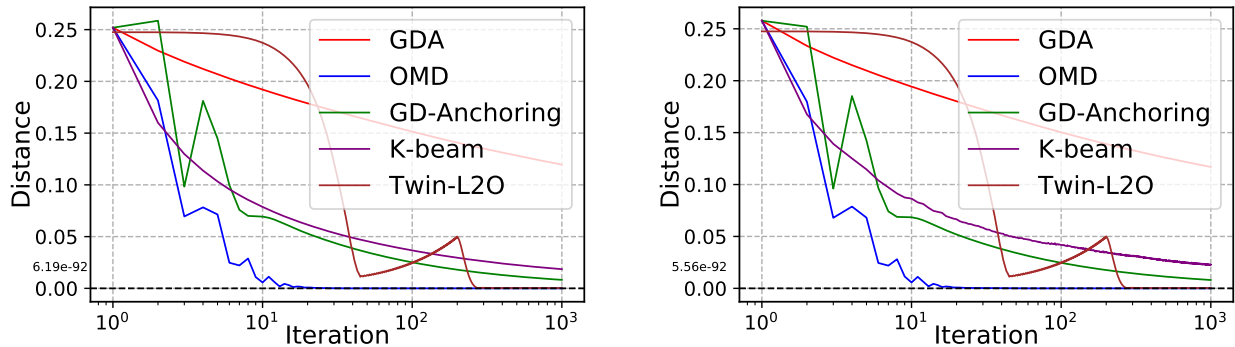 0.25
0.20
0.15
0.10
0.05
6.19e-92
0.00
Distance
GDA
OMD
GD-Anchoring
K-beam
Twin-L2O
10^0 10^1 10^2 10^3
Iteration
0.25
0.20
0.15
0.10
0.05
5.56e-92
0.00
Distance
GDA
OMD
GD-Anchoring
K-beam
Twin-L2O
10^0 10^1 10^2 10^3
Iteration